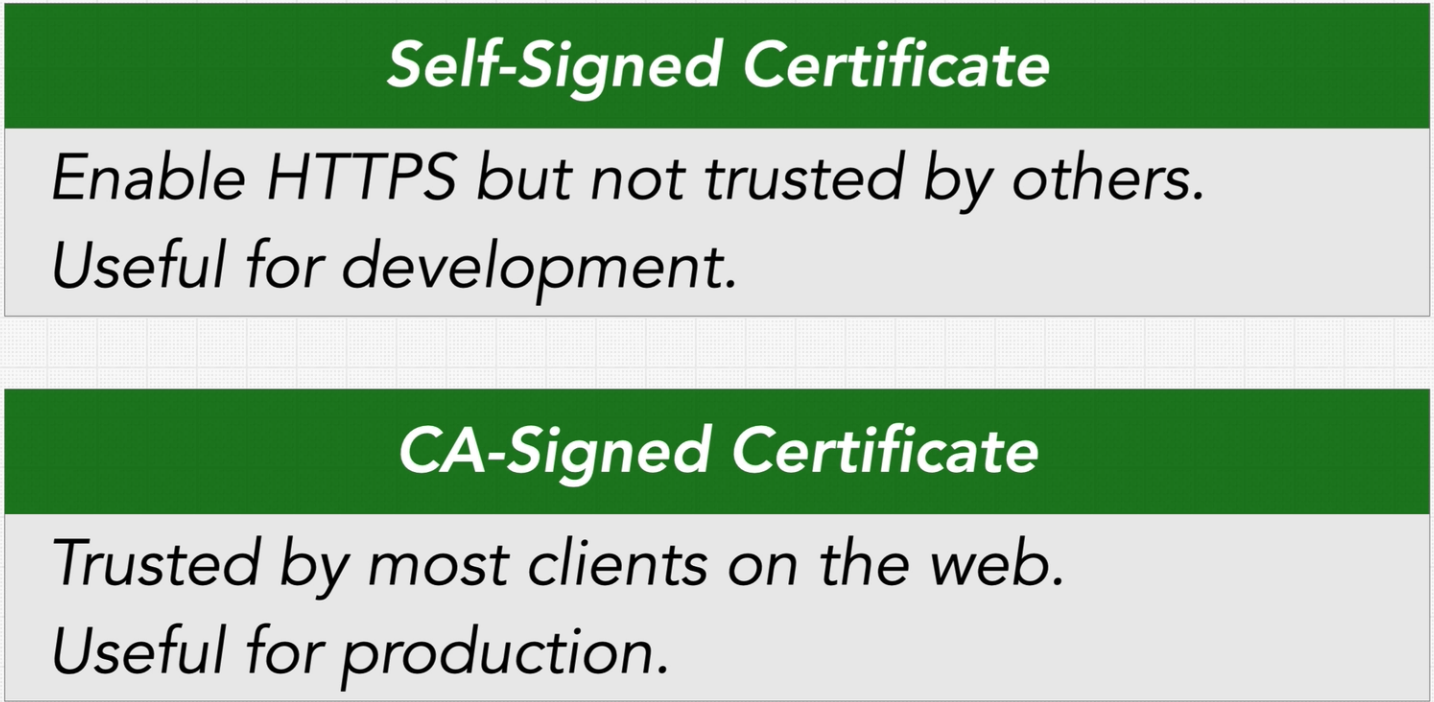 Self-Signed Certificate
Enable HTTPS but not trusted by others.
Useful for development.
CA-Signed Certificate
Trusted by most clients on the web.
Useful for production.